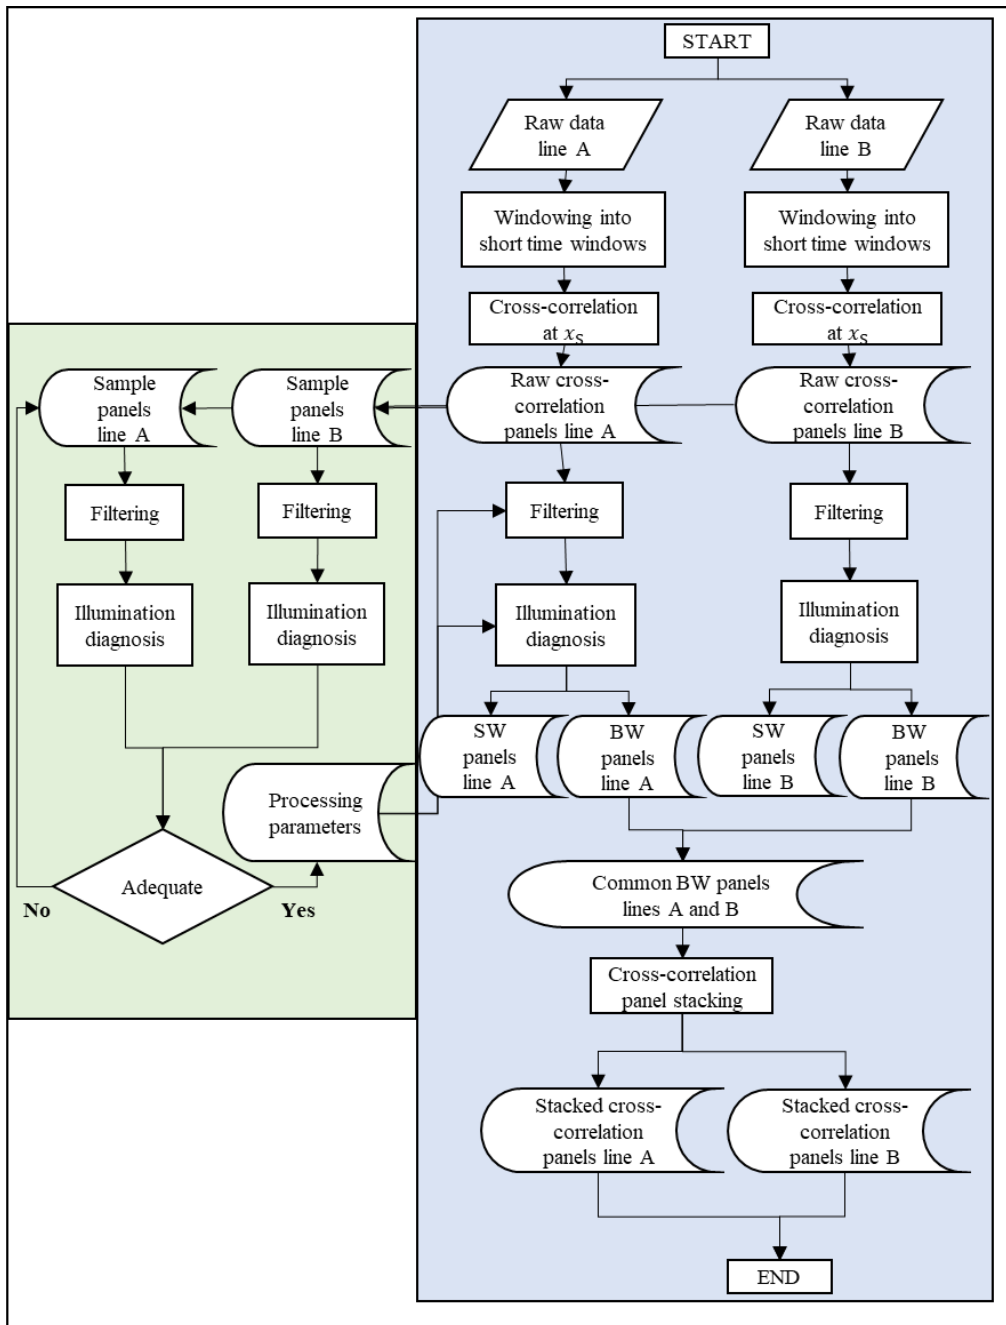 START
Raw data
line A
Raw data
line B
Windowing into
short time windows
Windowing into
short time windows
Cross-correlation
at xS
Cross-correlation
at xS
Sample
panels
line A
Sample
panels
line B
Raw cross-
correlation
panels line A
Raw cross-
correlation
panels line B
Filtering
Filtering
Filtering
Filtering
Illumination
diagnosis
Illumination
diagnosis
Illumination
diagnosis
Illumination
diagnosis
SW
panels
line A
BW
panels
line A
SW
panels
line B
BW
panels
line B
Processing
parameters
Adequate
No
Yes
Common BW panels
lines A and B
Cross-correlation
panel stacking
Stacked cross-
correlation
panels line A
Stacked cross-
correlation
panels line B
END